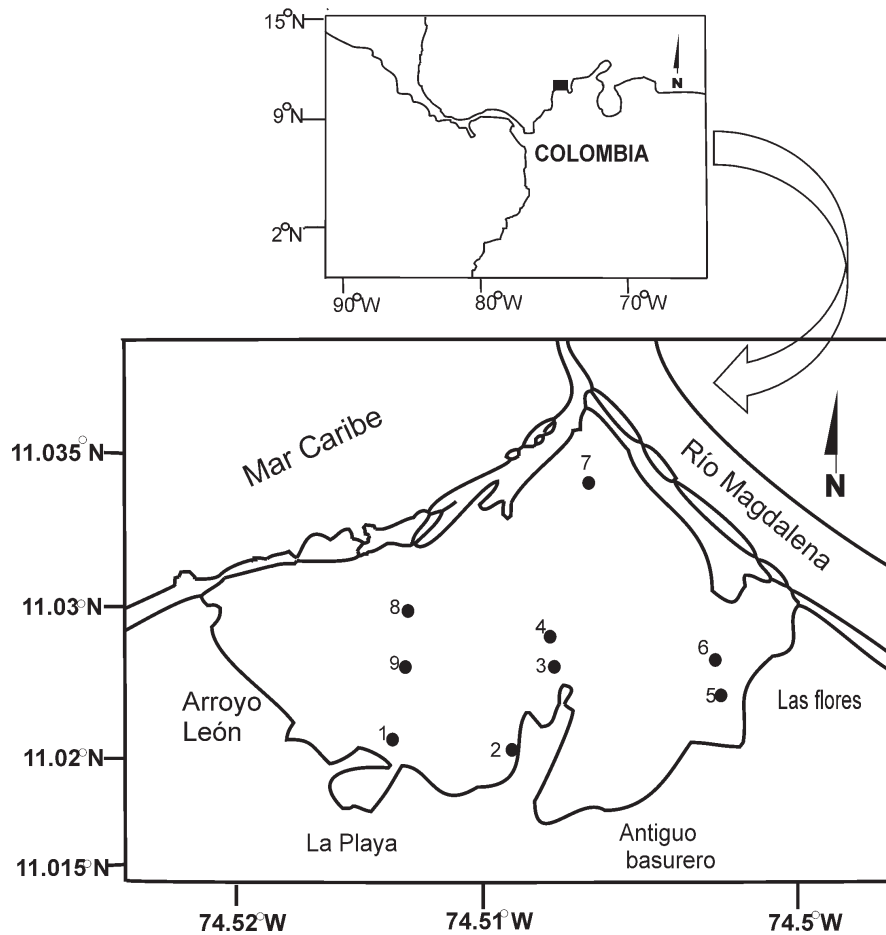 15°N
N
9°N
COLOMBIA
2°N
90°W
80°W
70°W
Mar Caribe
11.035°
7
Río Magdalena
N
11.03°N
8
4
9
3
6
5
Arroyo
León
Las flores
1
2
11.02°N
La Playa
Antiguo
basurero
11.015°N
74.52°W
74.51°W
74.5°W